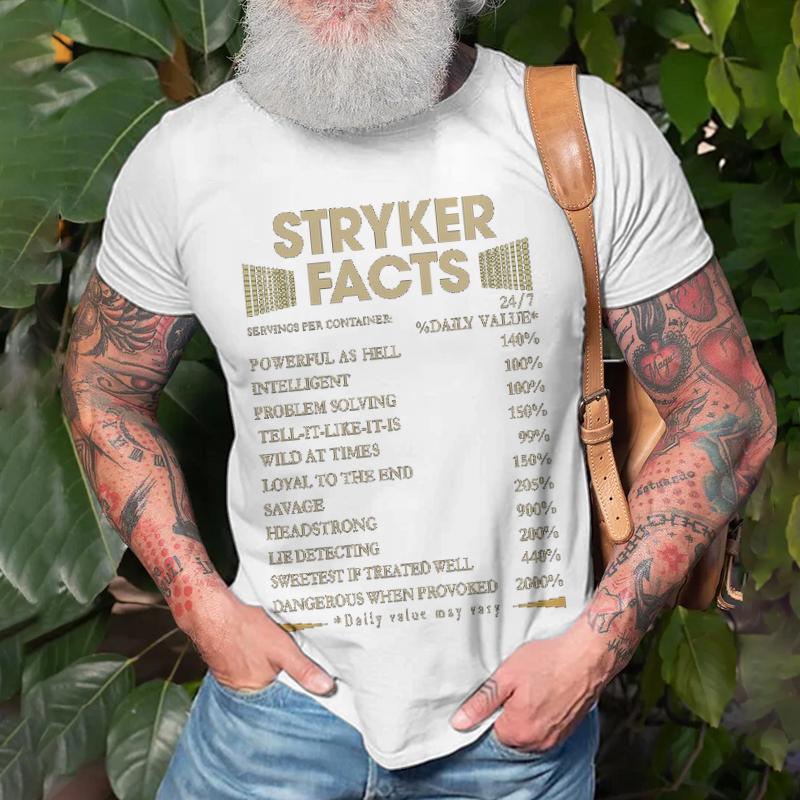 STRYKER
FACTS
24/7
SERVINGS PER CONTAINER: %DAILY VALUE*
POWERFUL AS HELL 140%
INTELLIGENT 100%
PROBLEM SOLVING 100%
TELL-IT-LIKE-IT-IS 150%
WILD AT TIMES 99%
LOYAL TO THE END 150%
SAVAGE 205%
HEADSTRONG 900%
LIE DETECTING 200%
SWEETEST IF TREATED WELL 440%
DANGEROUS WHEN PROVOKED 2000%
*Daily value may vary
Estuardo